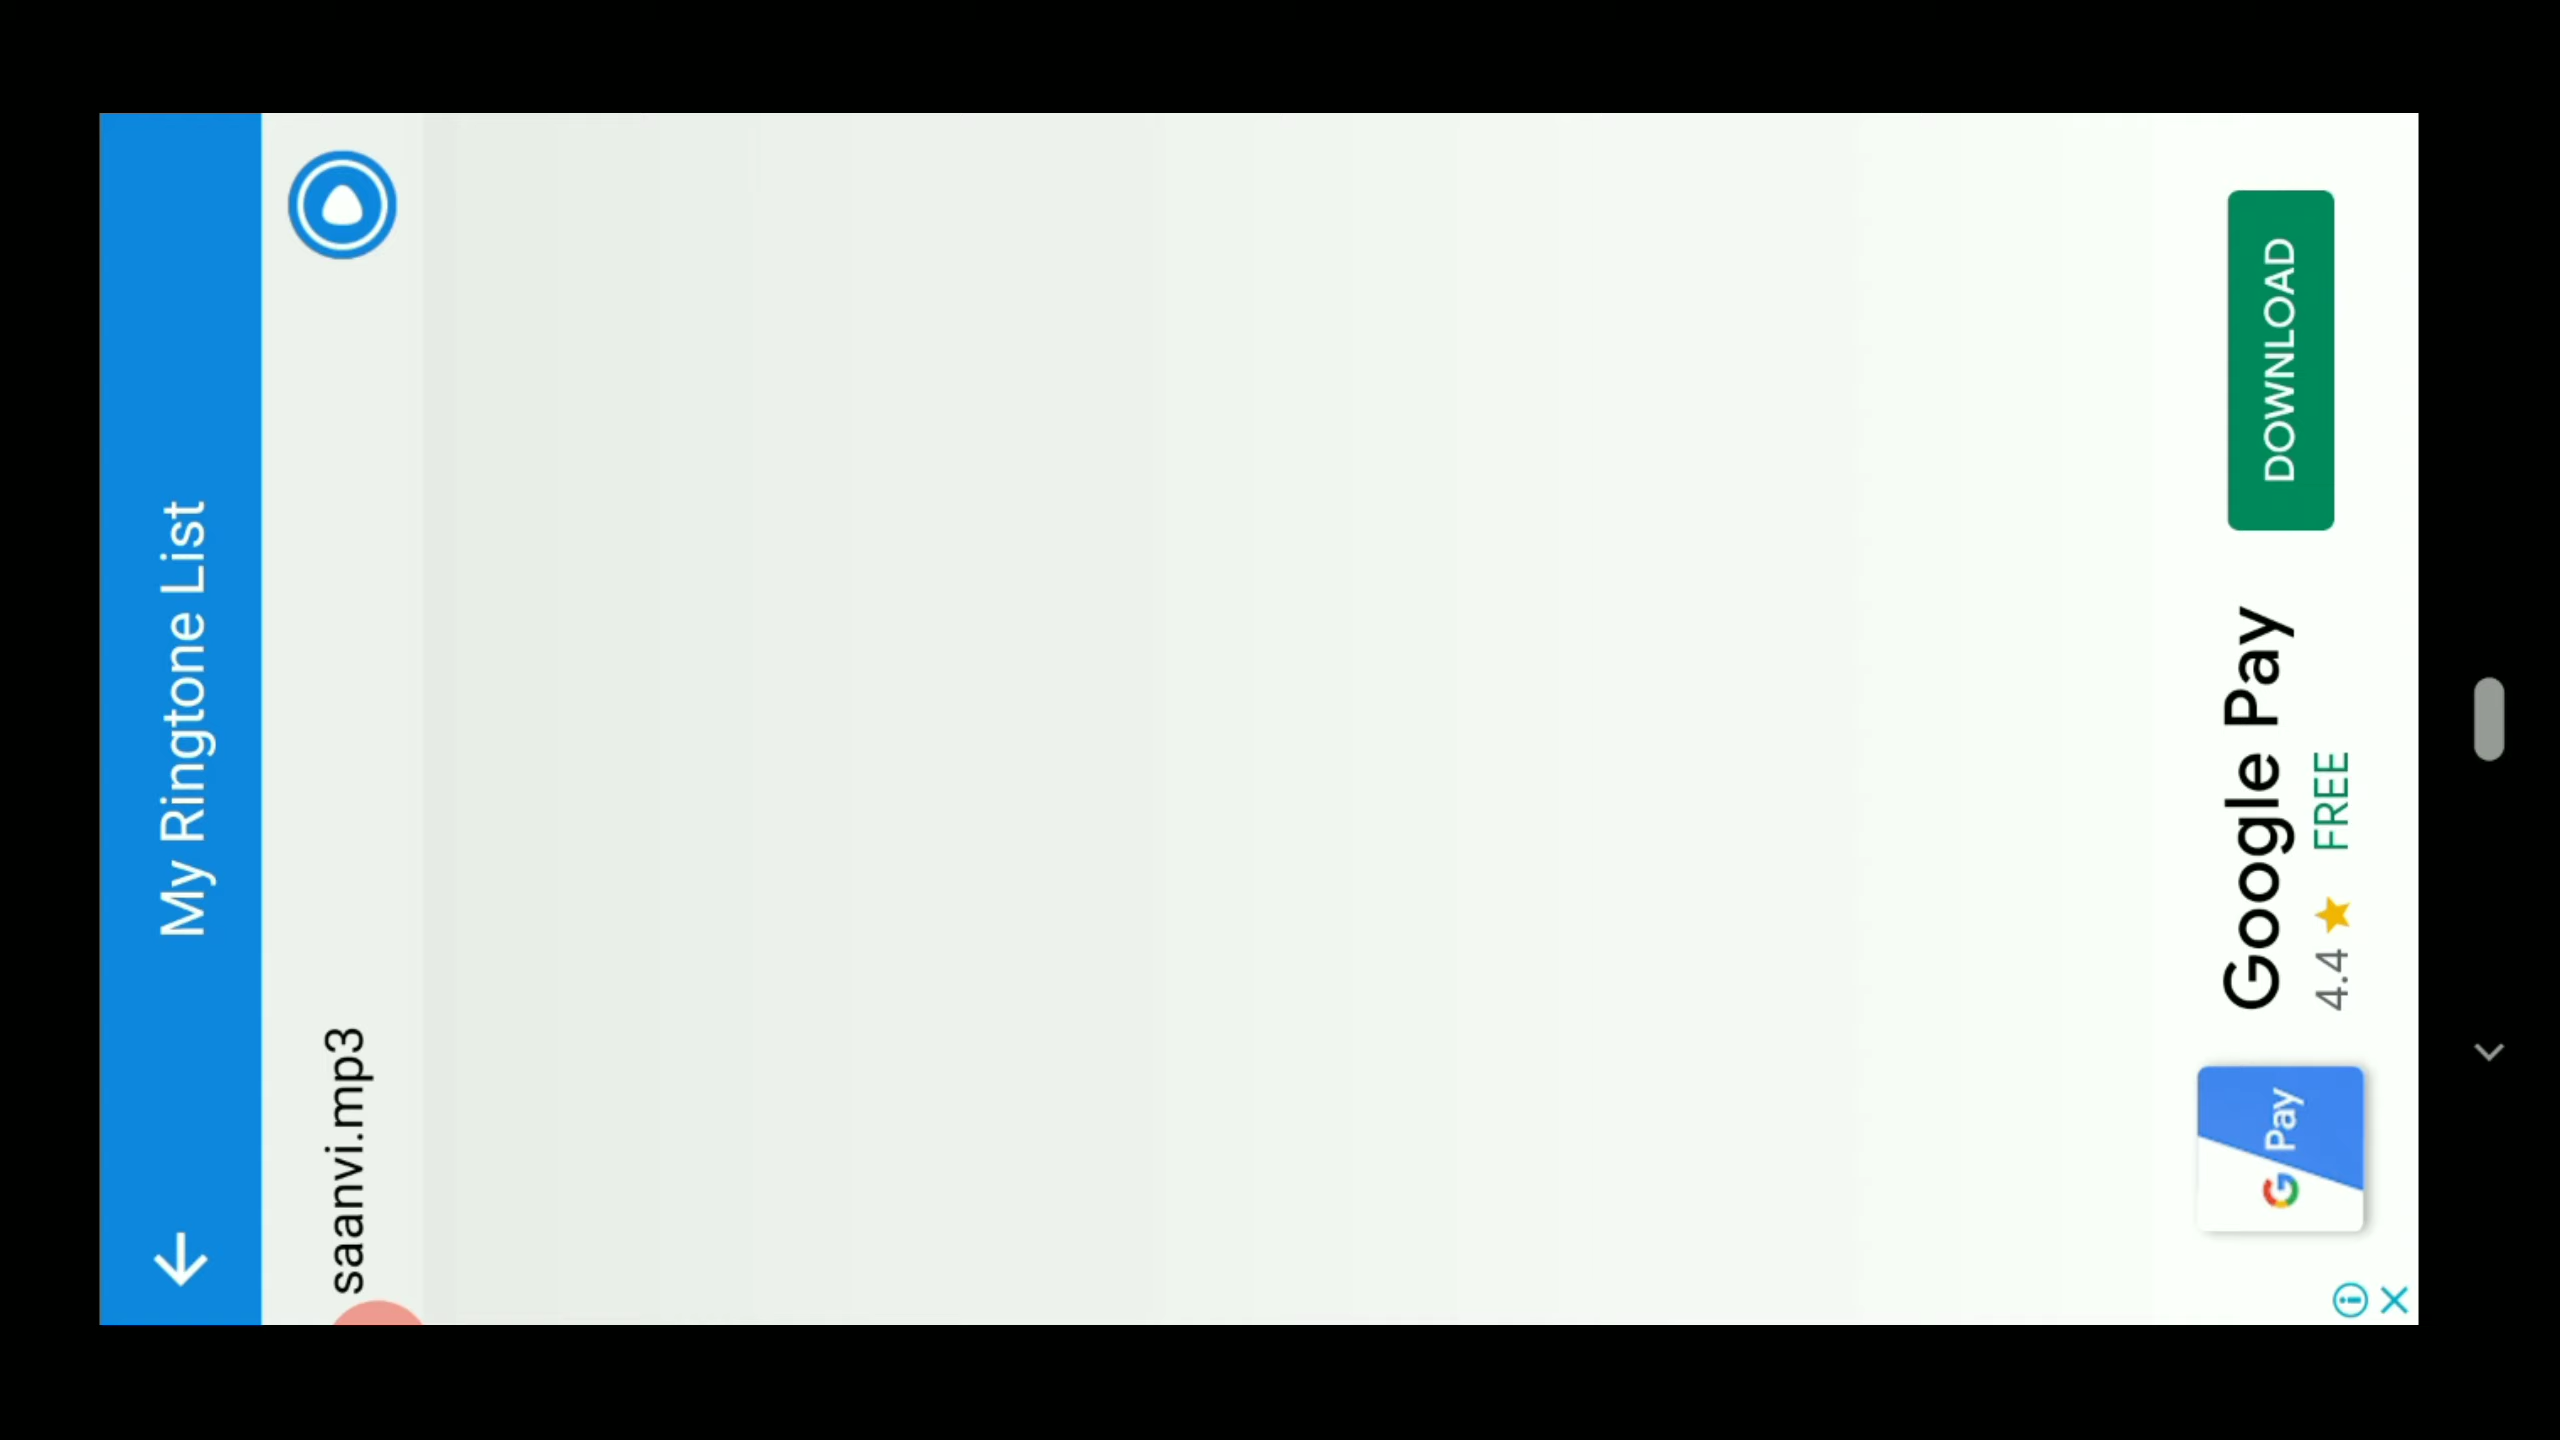 My Ringtone List
saanvi.mp3
G Pay
Google Pay
4.4 ★ FREE
DOWNLOAD